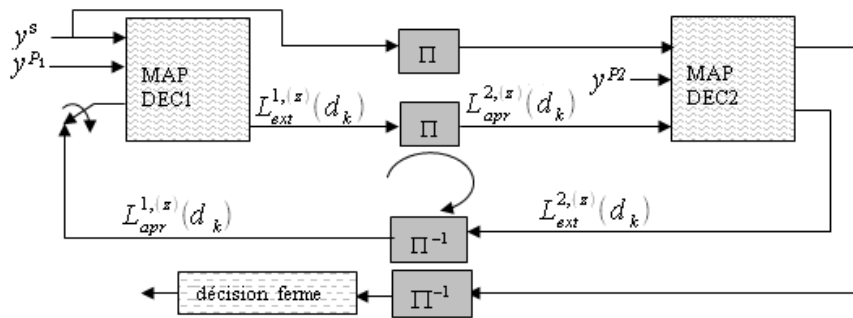 y^s
y^{P_1}
MAP
DEC1
Π
y^{P2}
MAP
DEC2
L_{ext}^{1,(z)}(d_k)
Π
L_{apr}^{2,(z)}(d_k)
L_{apr}^{1,(z)}(d_k)
Π^{-1}
L_{ext}^{2,(z)}(d_k)
décision ferme
Π^{-1}